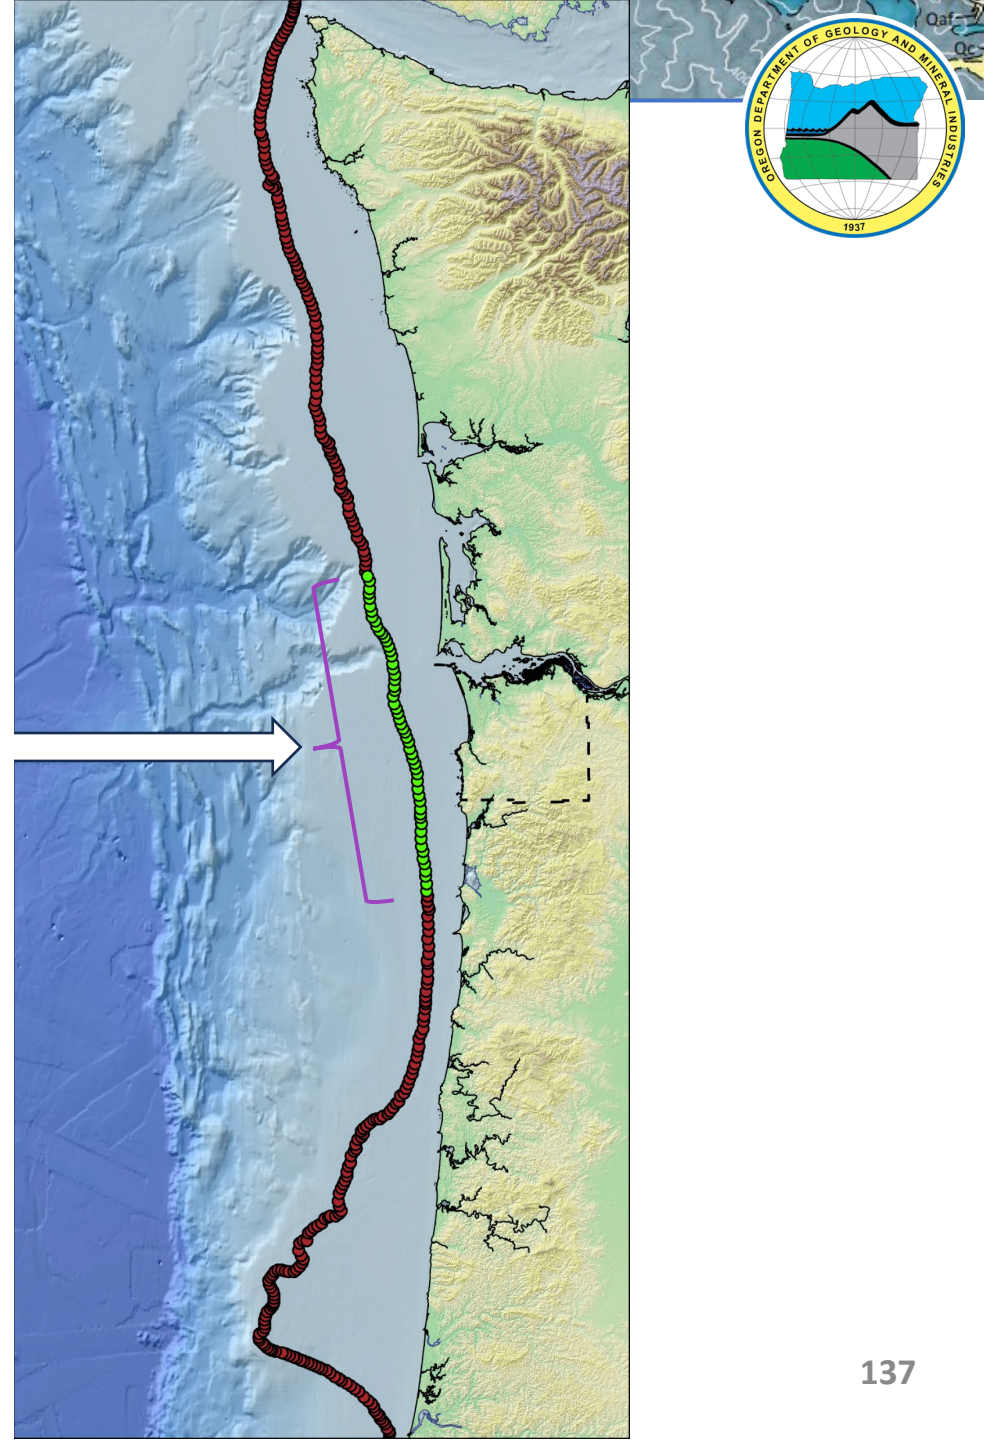 Qaf
Qc
OREGON DEPARTMENT OF GEOLOGY AND MINERAL INDUSTRIES
1937
137